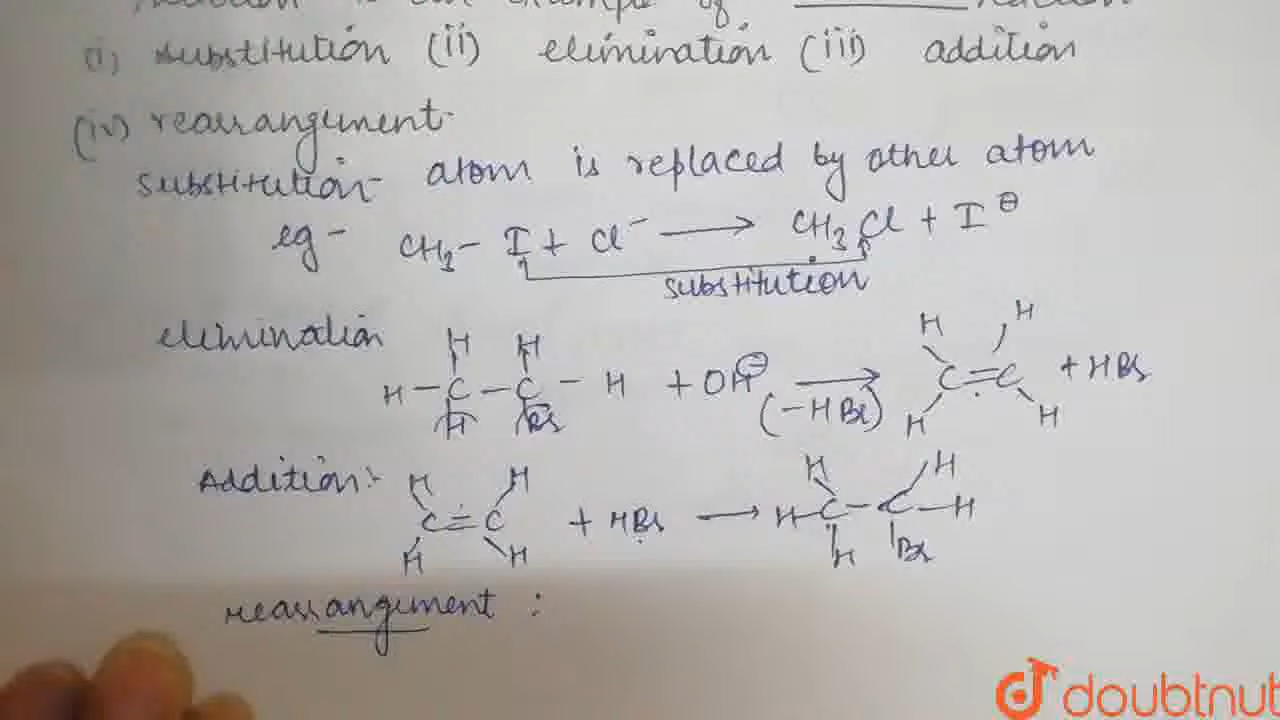 (i) substitution (ii) elimination (iii) addition
(iv) rearrangement
substitution- atom is replaced by other atom
eg - CH3 - I + Cl⁻ → CH3Cl + I⊖
substitution
elimination
H H H H
H - C - C - H + OH⊖ → C = C + HBr
H Br (-HBr) H H
Addition:-
H H H H
C = C + HBr → H - C - C - H
H H H Br
rearrangement :
doubtnut